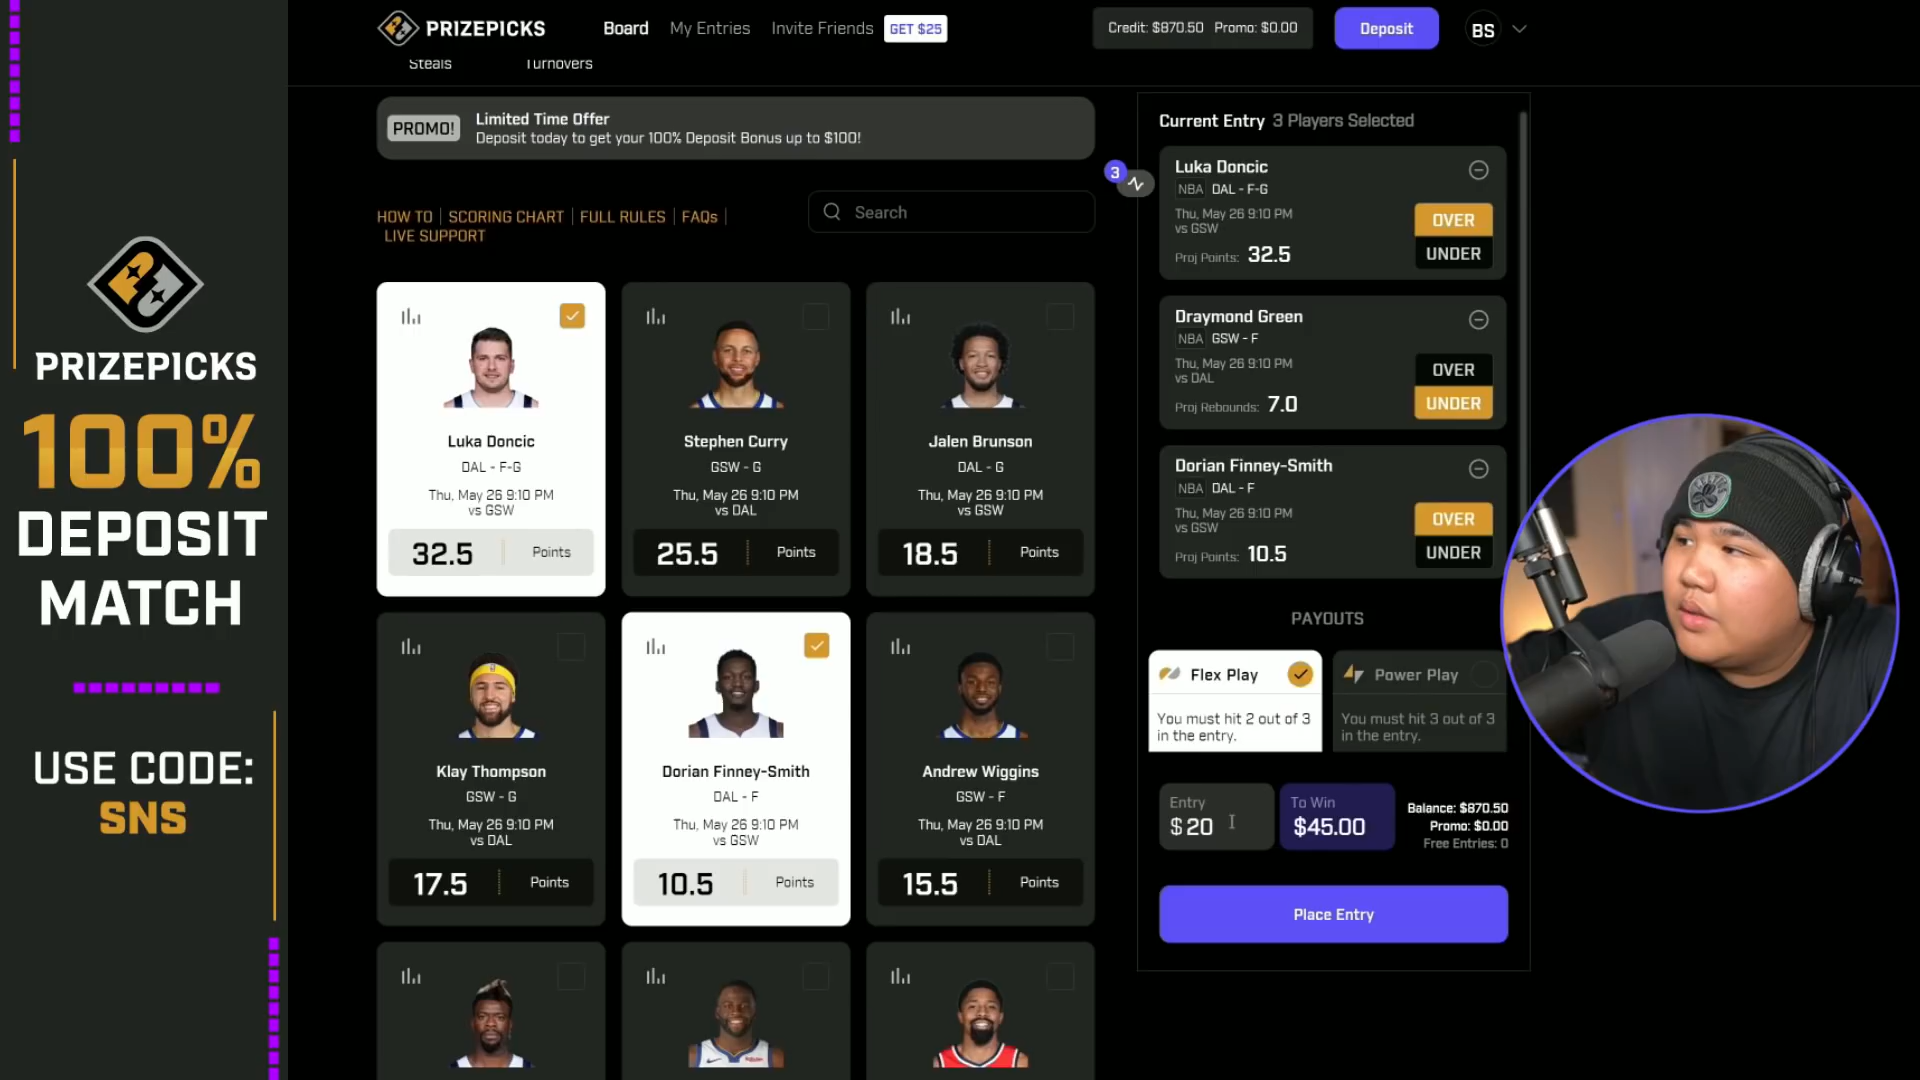 PRIZEPICKS
100%
DEPOSIT
MATCH
USE CODE:
SNS
PRIZEPICKS
Board
My Entries
Invite Friends
GET $25
Credit: $870.50 Promo: $0.00
Deposit
BS
Steals
Turnovers
PROMO!
Limited Time Offer
Deposit today to get your 100% Deposit Bonus up to $100!
HOW TO
SCORING CHART
FULL RULES
FAQs
LIVE SUPPORT
Search
Luka Doncic
DAL - F-G
Thu, May 26 9:10 PM
vs GSW
32.5 Points
Stephen Curry
GSW - G
Thu, May 26 9:10 PM
vs DAL
25.5 Points
Jalen Brunson
DAL - G
Thu, May 26 9:10 PM
vs GSW
18.5 Points
Klay Thompson
GSW - G
Thu, May 26 9:10 PM
vs DAL
17.5 Points
Dorian Finney-Smith
DAL - F
Thu, May 26 9:10 PM
vs GSW
10.5 Points
Andrew Wiggins
GSW - F
Thu, May 26 9:10 PM
vs DAL
15.5 Points
3
Current Entry 3 Players Selected
Luka Doncic
NBA DAL - F-G
Thu, May 26 9:10 PM
vs GSW
Proj Points: 32.5
OVER
UNDER
Draymond Green
NBA GSW - F
Thu, May 26 9:10 PM
vs DAL
Proj Rebounds: 7.0
OVER
UNDER
Dorian Finney-Smith
NBA DAL - F
Thu, May 26 9:10 PM
vs GSW
Proj Points: 10.5
OVER
UNDER
PAYOUTS
Flex Play
You must hit 2 out of 3
in the entry.
Power Play
You must hit 3 out of 3
in the entry.
Entry
$ 20
To Win
$45.00
Balance: $870.50
Promo: $0.00
Free Entries: 0
Place Entry